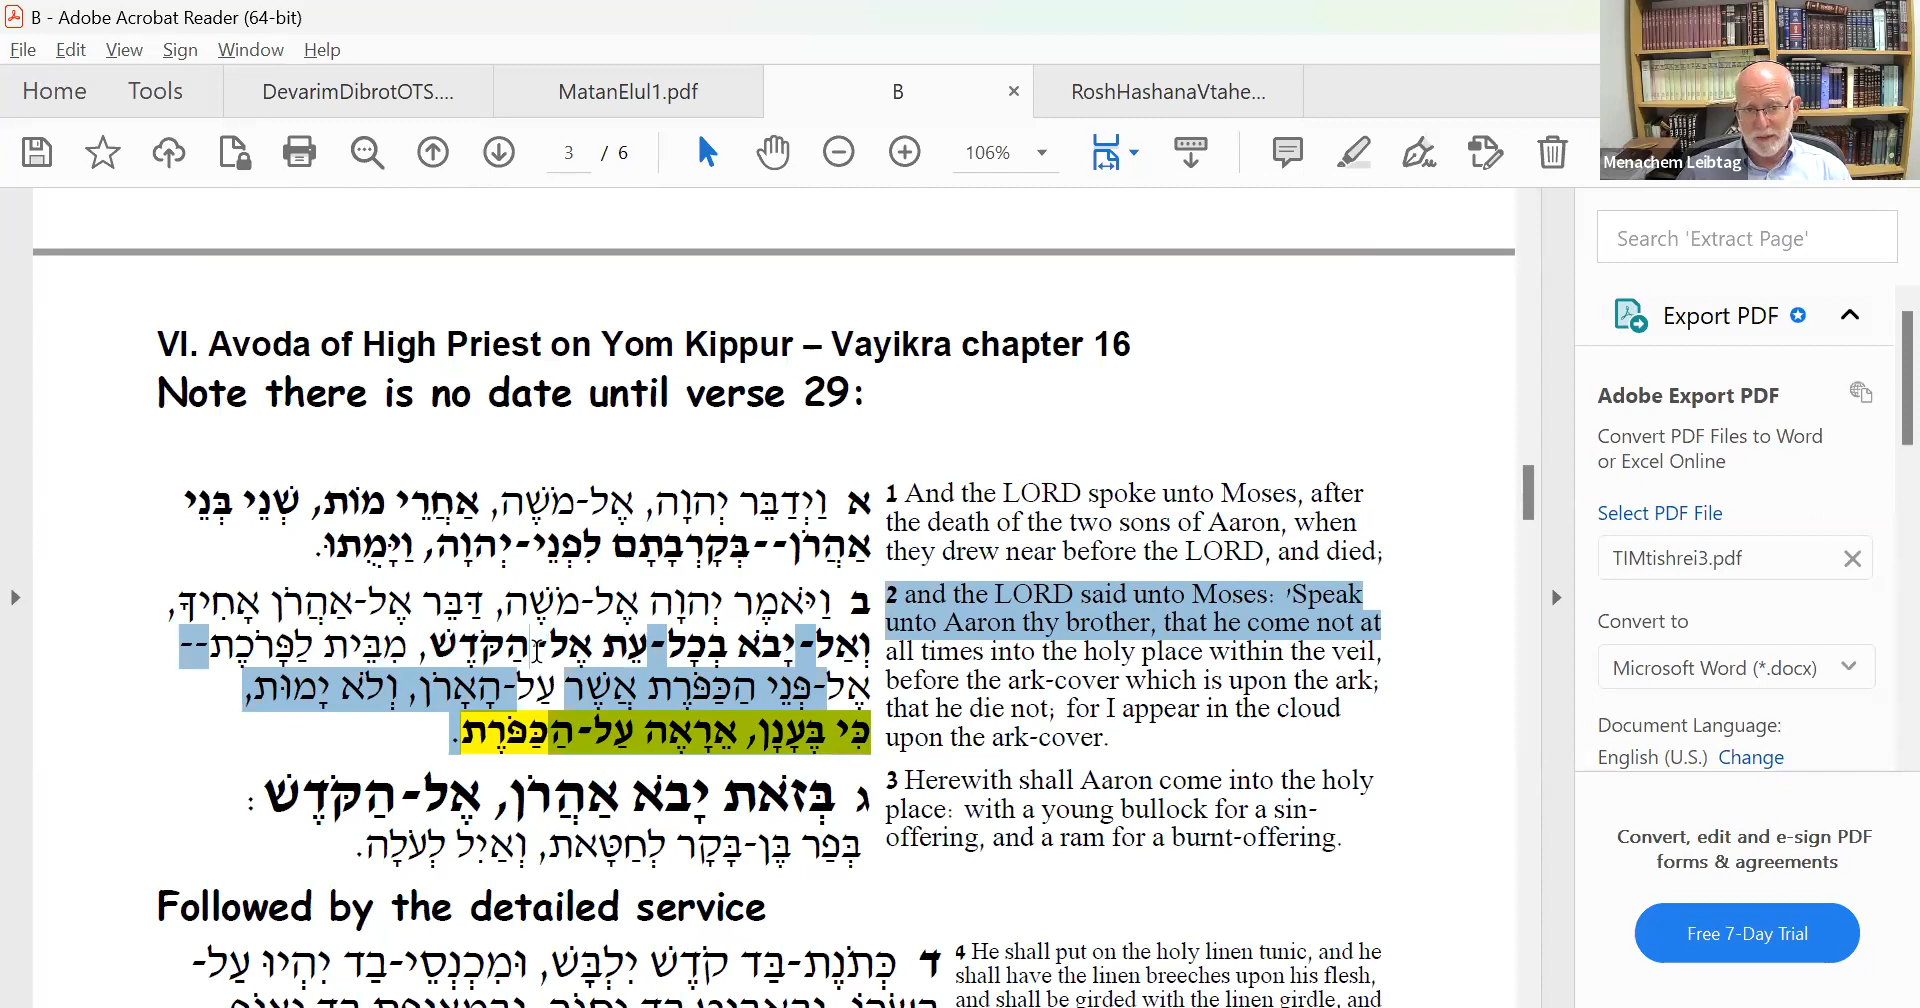 B - Adobe Acrobat Reader (64-bit)
File Edit View Sign Window Help
Home Tools DevarimDibrotOTS.... MatanElul1.pdf B RoshHashanaVtahe...
3 / 6 106%
Menachem Leibtag
VI. Avoda of High Priest on Yom Kippur – Vayikra chapter 16
Note there is no date until verse 29:
א וַיְדַבֵּר יְהוָה, אֶל-מֹשֶׁה, אַחֲרֵי מוֹת, שְׁנֵי בְּנֵי
אַהֲרֹן--בְּקָרְבָתָם לִפְנֵי-יְהוָה, וַיָּמֻתוּ.
1 And the LORD spoke unto Moses, after
the death of the two sons of Aaron, when
they drew near before the LORD, and died;
ב וַיֹּאמֶר יְהוָה אֶל-מֹשֶׁה, דַּבֵּר אֶל-אַהֲרֹן אָחִיךָ,
וְאַל-יָבֹא בְכָל-עֵת אֶל-הַקֹּדֶשׁ, מִבֵּית לַפָּרֹכֶת--
אֶל-פְּנֵי הַכַּפֹּרֶת אֲשֶׁר עַל-הָאָרֹן, וְלֹא יָמוּת,
כִּי בֶּעָנָן, אֵרָאֶה עַל-הַכַּפֹּרֶת.
2 and the LORD said unto Moses: 'Speak
unto Aaron thy brother, that he come not at
all times into the holy place within the veil,
before the ark-cover which is upon the ark;
that he die not; for I appear in the cloud
upon the ark-cover.
ג בְּזֹאת יָבֹא אַהֲרֹן, אֶל-הַקֹּדֶשׁ:
בְּפַר בֶּן-בָּקָר לְחַטָּאת, וְאַיִל לְעֹלָה.
3 Herewith shall Aaron come into the holy
place: with a young bullock for a sin-
offering, and a ram for a burnt-offering.
Followed by the detailed service
ד כְּתֹנֶת-בַּד קֹדֶשׁ יִלְבָּשׁ, וּמִכְנְסֵי-בַד יִהְיוּ עַל-
4 He shall put on the holy linen tunic, and he
shall have the linen breeches upon his flesh,
and shall be girded with the linen girdle, and
Search 'Extract Page'
Export PDF
Adobe Export PDF
Convert PDF Files to Word
or Excel Online
Select PDF File
TIMtishrei3.pdf
Convert to
Microsoft Word (*.docx)
Document Language:
English (U.S.) Change
Convert, edit and e-sign PDF
forms & agreements
Free 7-Day Trial